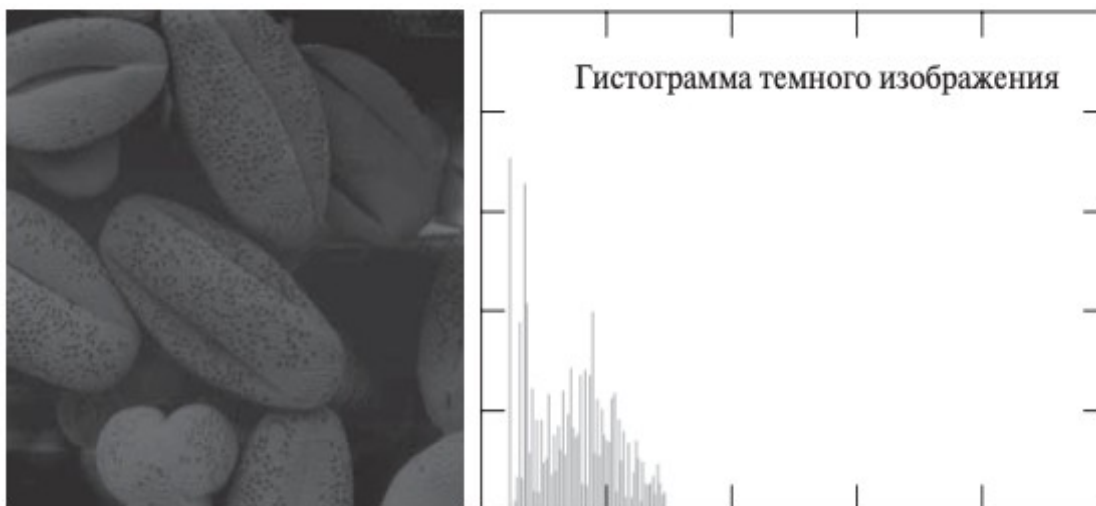 Гистограмма темного изображения